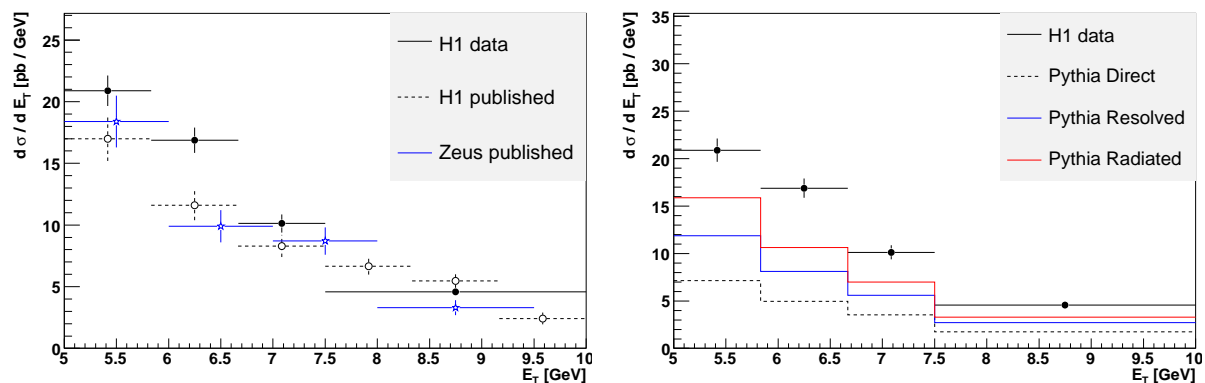 d σ / d E_T [pb / GeV]
25
20
15
10
5
0
H1 data
H1 published
Zeus published
5 5.5 6 6.5 7 7.5 8 8.5 9 9.5 10
E_T [GeV]
d σ / d E_T [pb / GeV]
35
30
25
20
15
10
5
0
H1 data
Pythia Direct
Pythia Resolved
Pythia Radiated
5 5.5 6 6.5 7 7.5 8 8.5 9 9.5 10
E_T [GeV]